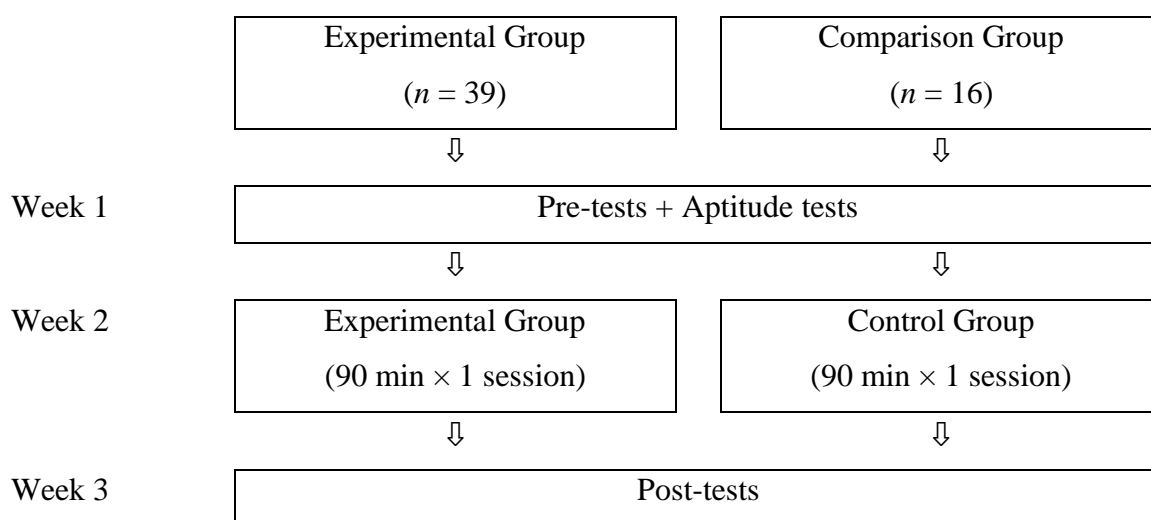 Experimental Group
(n = 39)
Comparison Group
(n = 16)
Week 1
Pre-tests + Aptitude tests
Week 2
Experimental Group
(90 min × 1 session)
Control Group
(90 min × 1 session)
Week 3
Post-tests